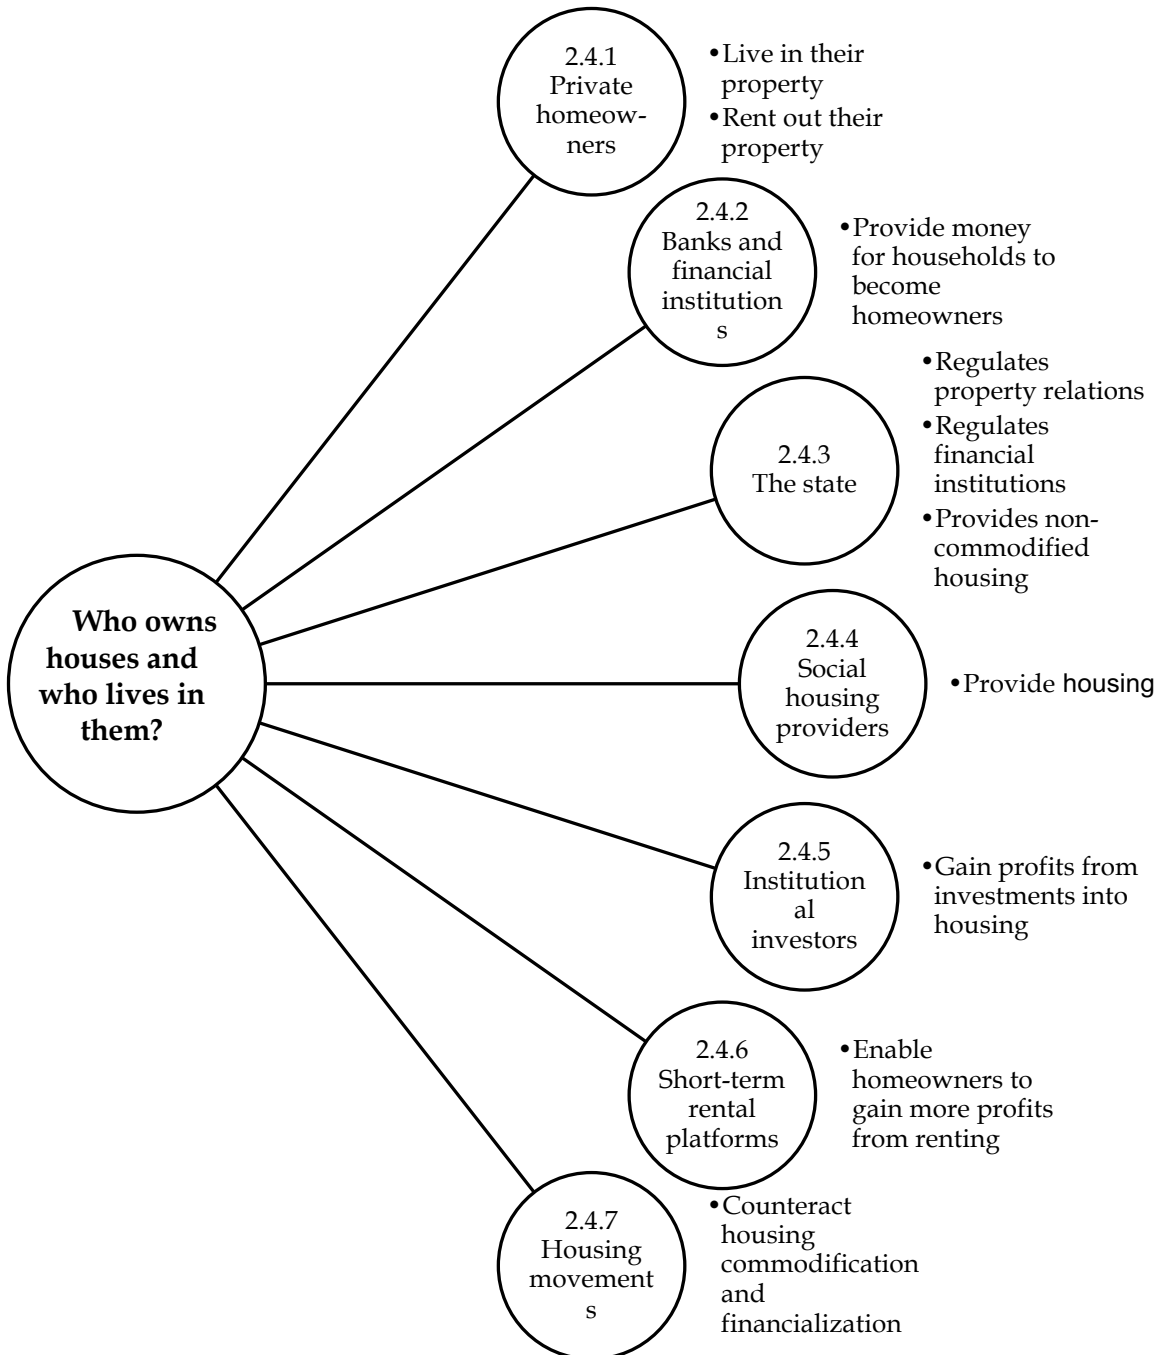 2.4.1
Private
homeow-
ners
•Live in their
property
•Rent out their
property
2.4.2
Banks and
financial
institution
s
•Provide money
for households to
become
homeowners
2.4.3
The state
•Regulates
property relations
•Regulates
financial
institutions
•Provides non-
commodified
housing
Who owns
houses and
who lives in
them?
2.4.4
Social
housing
providers
•Provide housing
2.4.5
Institution
al
investors
•Gain profits from
investments into
housing
2.4.6
Short-term
rental
platforms
•Enable
homeowners to
gain more profits
from renting
2.4.7
Housing
movement
s
•Counteract
housing
commodification
and
financialization